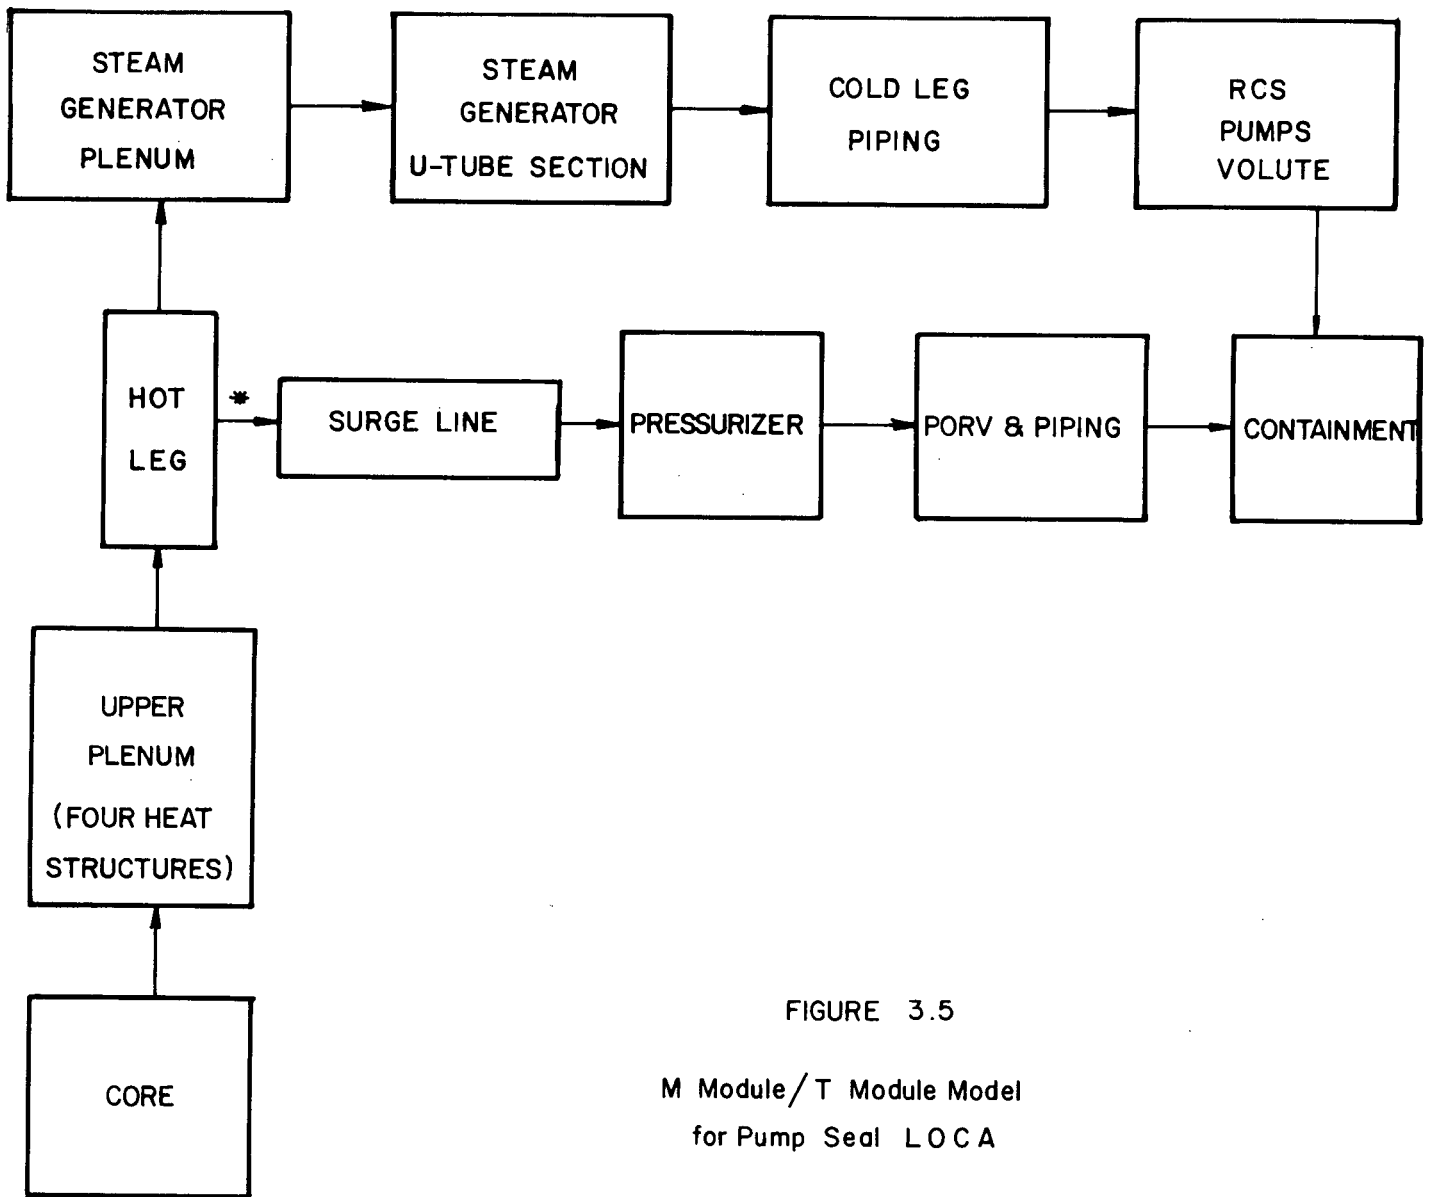 STEAM
GENERATOR
PLENUM
STEAM
GENERATOR
U-TUBE SECTION
COLD LEG
PIPING
RCS
PUMPS
VOLUTE
HOT
LEG
*
SURGE LINE
PRESSURIZER
PORV & PIPING
CONTAINMENT
UPPER
PLENUM
(FOUR HEAT
STRUCTURES)
CORE
FIGURE 3.5
M Module/T Module Model
for Pump Seal LOCA